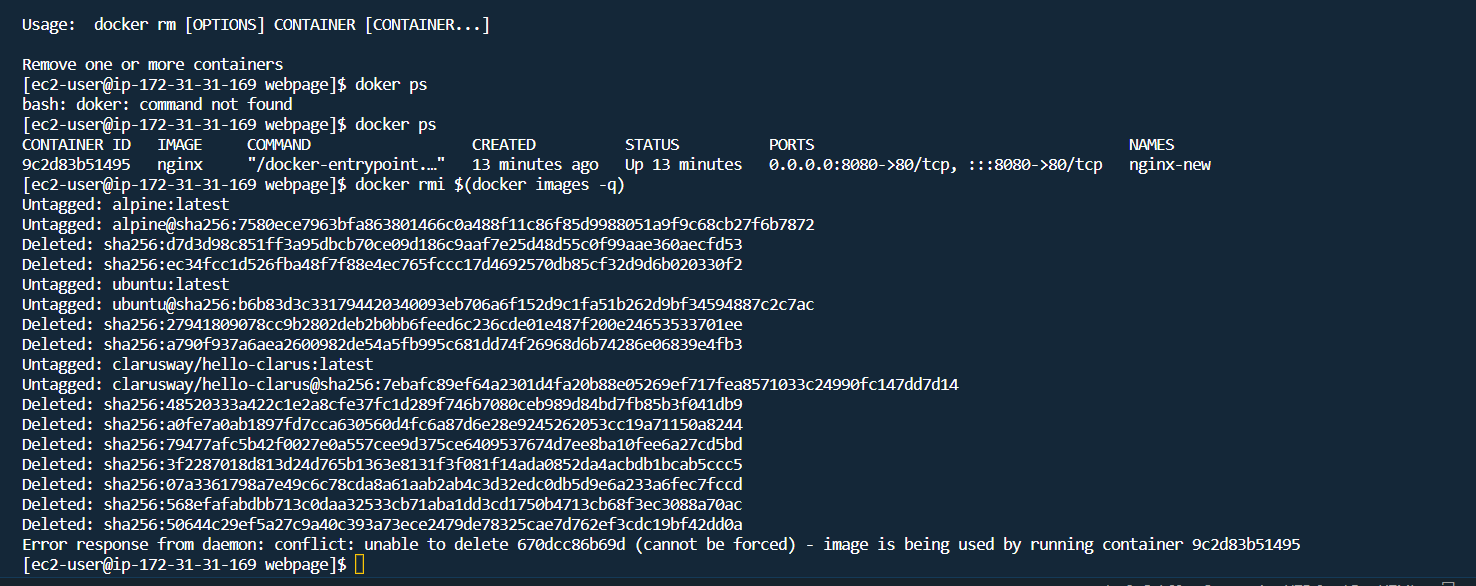 Usage:  docker rm [OPTIONS] CONTAINER [CONTAINER...]
Remove one or more containers
[ec2-user@ip-172-31-31-169 webpage]$ doker ps
bash: doker: command not found
[ec2-user@ip-172-31-31-169 webpage]$ docker ps
CONTAINER ID   IMAGE     COMMAND                  CREATED          STATUS          PORTS                                   NAMES
9c2d83b51495   nginx     "/docker-entrypoint.…"   13 minutes ago   Up 13 minutes   0.0.0.0:8080->80/tcp, :::8080->80/tcp   nginx-new
[ec2-user@ip-172-31-31-169 webpage]$ docker rmi $(docker images -q)
Untagged: alpine:latest
Untagged: alpine@sha256:7580ece7963bfa863801466c0a488f11c86f85d9988051a9f9c68cb27f6b7872
Deleted: sha256:d7d3d98c851ff3a95dbcb70ce09d186c9aaf7e25d48d55c0f99aae360aecfd53
Deleted: sha256:ec34fcc1d526fba48f7f88e4ec765fccc17d4692570db85cf32d9d6b020330f2
Untagged: ubuntu:latest
Untagged: ubuntu@sha256:b6b83d3c331794420340093eb706a6f152d9c1fa51b262d9bf34594887c2c7ac
Deleted: sha256:27941809078cc9b2802deb2b0bb6feed6c236cde01e487f200e24653533701ee
Deleted: sha256:a790f937a6aea2600982de54a5fb995c681dd74f26968d6b74286e06839e4fb3
Untagged: clarusway/hello-clarus:latest
Untagged: clarusway/hello-clarus@sha256:7ebafc89ef64a2301d4fa20b88e05269ef717fea8571033c24990fc147dd7d14
Deleted: sha256:48520333a422c1e2a8cfe37fc1d289f746b7080ceb989d84bd7fb85b3f041db9
Deleted: sha256:a0fe7a0ab1897fd7cca630560d4fc6a87d6e28e9245262053cc19a71150a8244
Deleted: sha256:79477afc5b42f0027e0a557cee9d375ce6409537674d7ee8ba10fee6a27cd5bd
Deleted: sha256:3f2287018d813d24d765b1363e8131f3f081f14ada0852da4acbdb1bcab5ccc5
Deleted: sha256:07a3361798a7e49c6c78cda8a61aab2ab4c3d32edc0db5d9e6a233a6fec7fccd
Deleted: sha256:568efafabdbb713c0daa32533cb71aba1dd3cd1750b4713cb68f3ec3088a70ac
Deleted: sha256:50644c29ef5a27c9a40c393a73ece2479de78325cae7d762ef3cdc19bf42dd0a
Error response from daemon: conflict: unable to delete 670dcc86b69d (cannot be forced) - image is being used by running container 9c2d83b51495
[ec2-user@ip-172-31-31-169 webpage]$